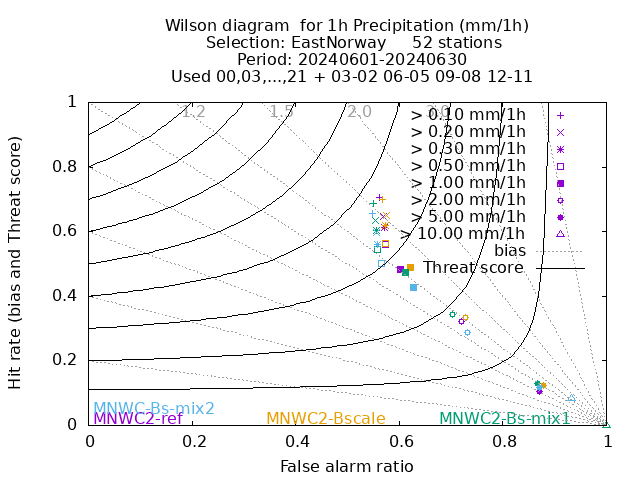 Wilson diagram  for 1h Precipitation (mm/1h)
Selection: EastNorway     52 stations
Period: 20240601-20240630
Used 00,03,...,21 + 03-02 06-05 09-08 12-11
Hit rate (bias and Threat score)
1
0.8
0.6
0.4
0.2
0
1.2
1.5
2.0
3.0
> 0.10 mm/1h
> 0.20 mm/1h
> 0.30 mm/1h
> 0.50 mm/1h
> 1.00 mm/1h
> 2.00 mm/1h
> 5.00 mm/1h
> 10.00 mm/1h
bias
Threat score
MNWC-Bs-mix2
MNWC2-ref
MNWC2-Bscale
MNWC2-Bs-mix1
0 0.2 0.4 0.6 0.8 1
False alarm ratio